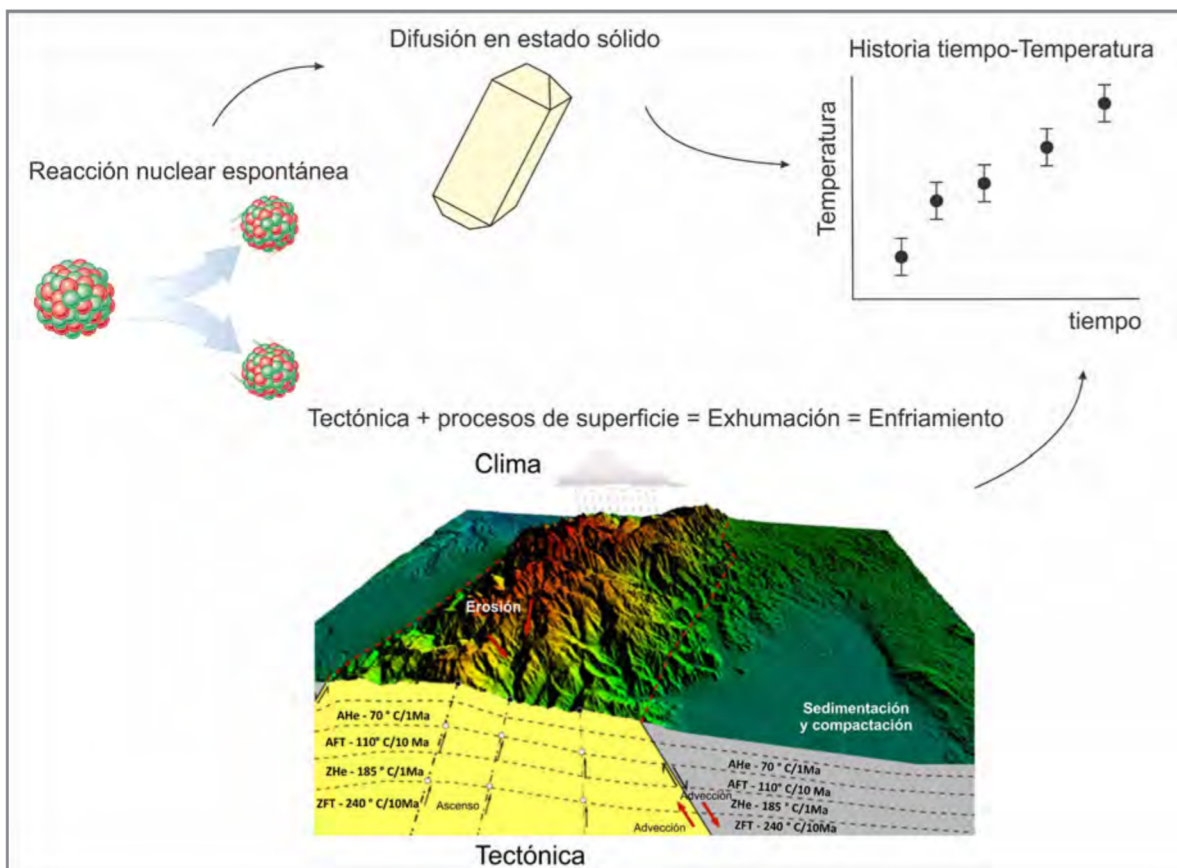 Difusión en estado sólido
Historia tiempo-Temperatura
Reacción nuclear espontánea
Temperatura
tiempo
Tectónica + procesos de superficie = Exhumación = Enfriamiento
Clima
Erosión
Sedimentación
y compactación
AHe - 70 ° C/1Ma
AFT - 110° C/10 Ma
ZHe - 185 ° C/1Ma
ZFT - 240 ° C/10Ma
Ascenso
Advección
Advección
AHe - 70 ° C/1Ma
AFT - 110° C/10 Ma
ZHe - 185 ° C/1Ma
ZFT - 240 ° C/10Ma
Tectónica